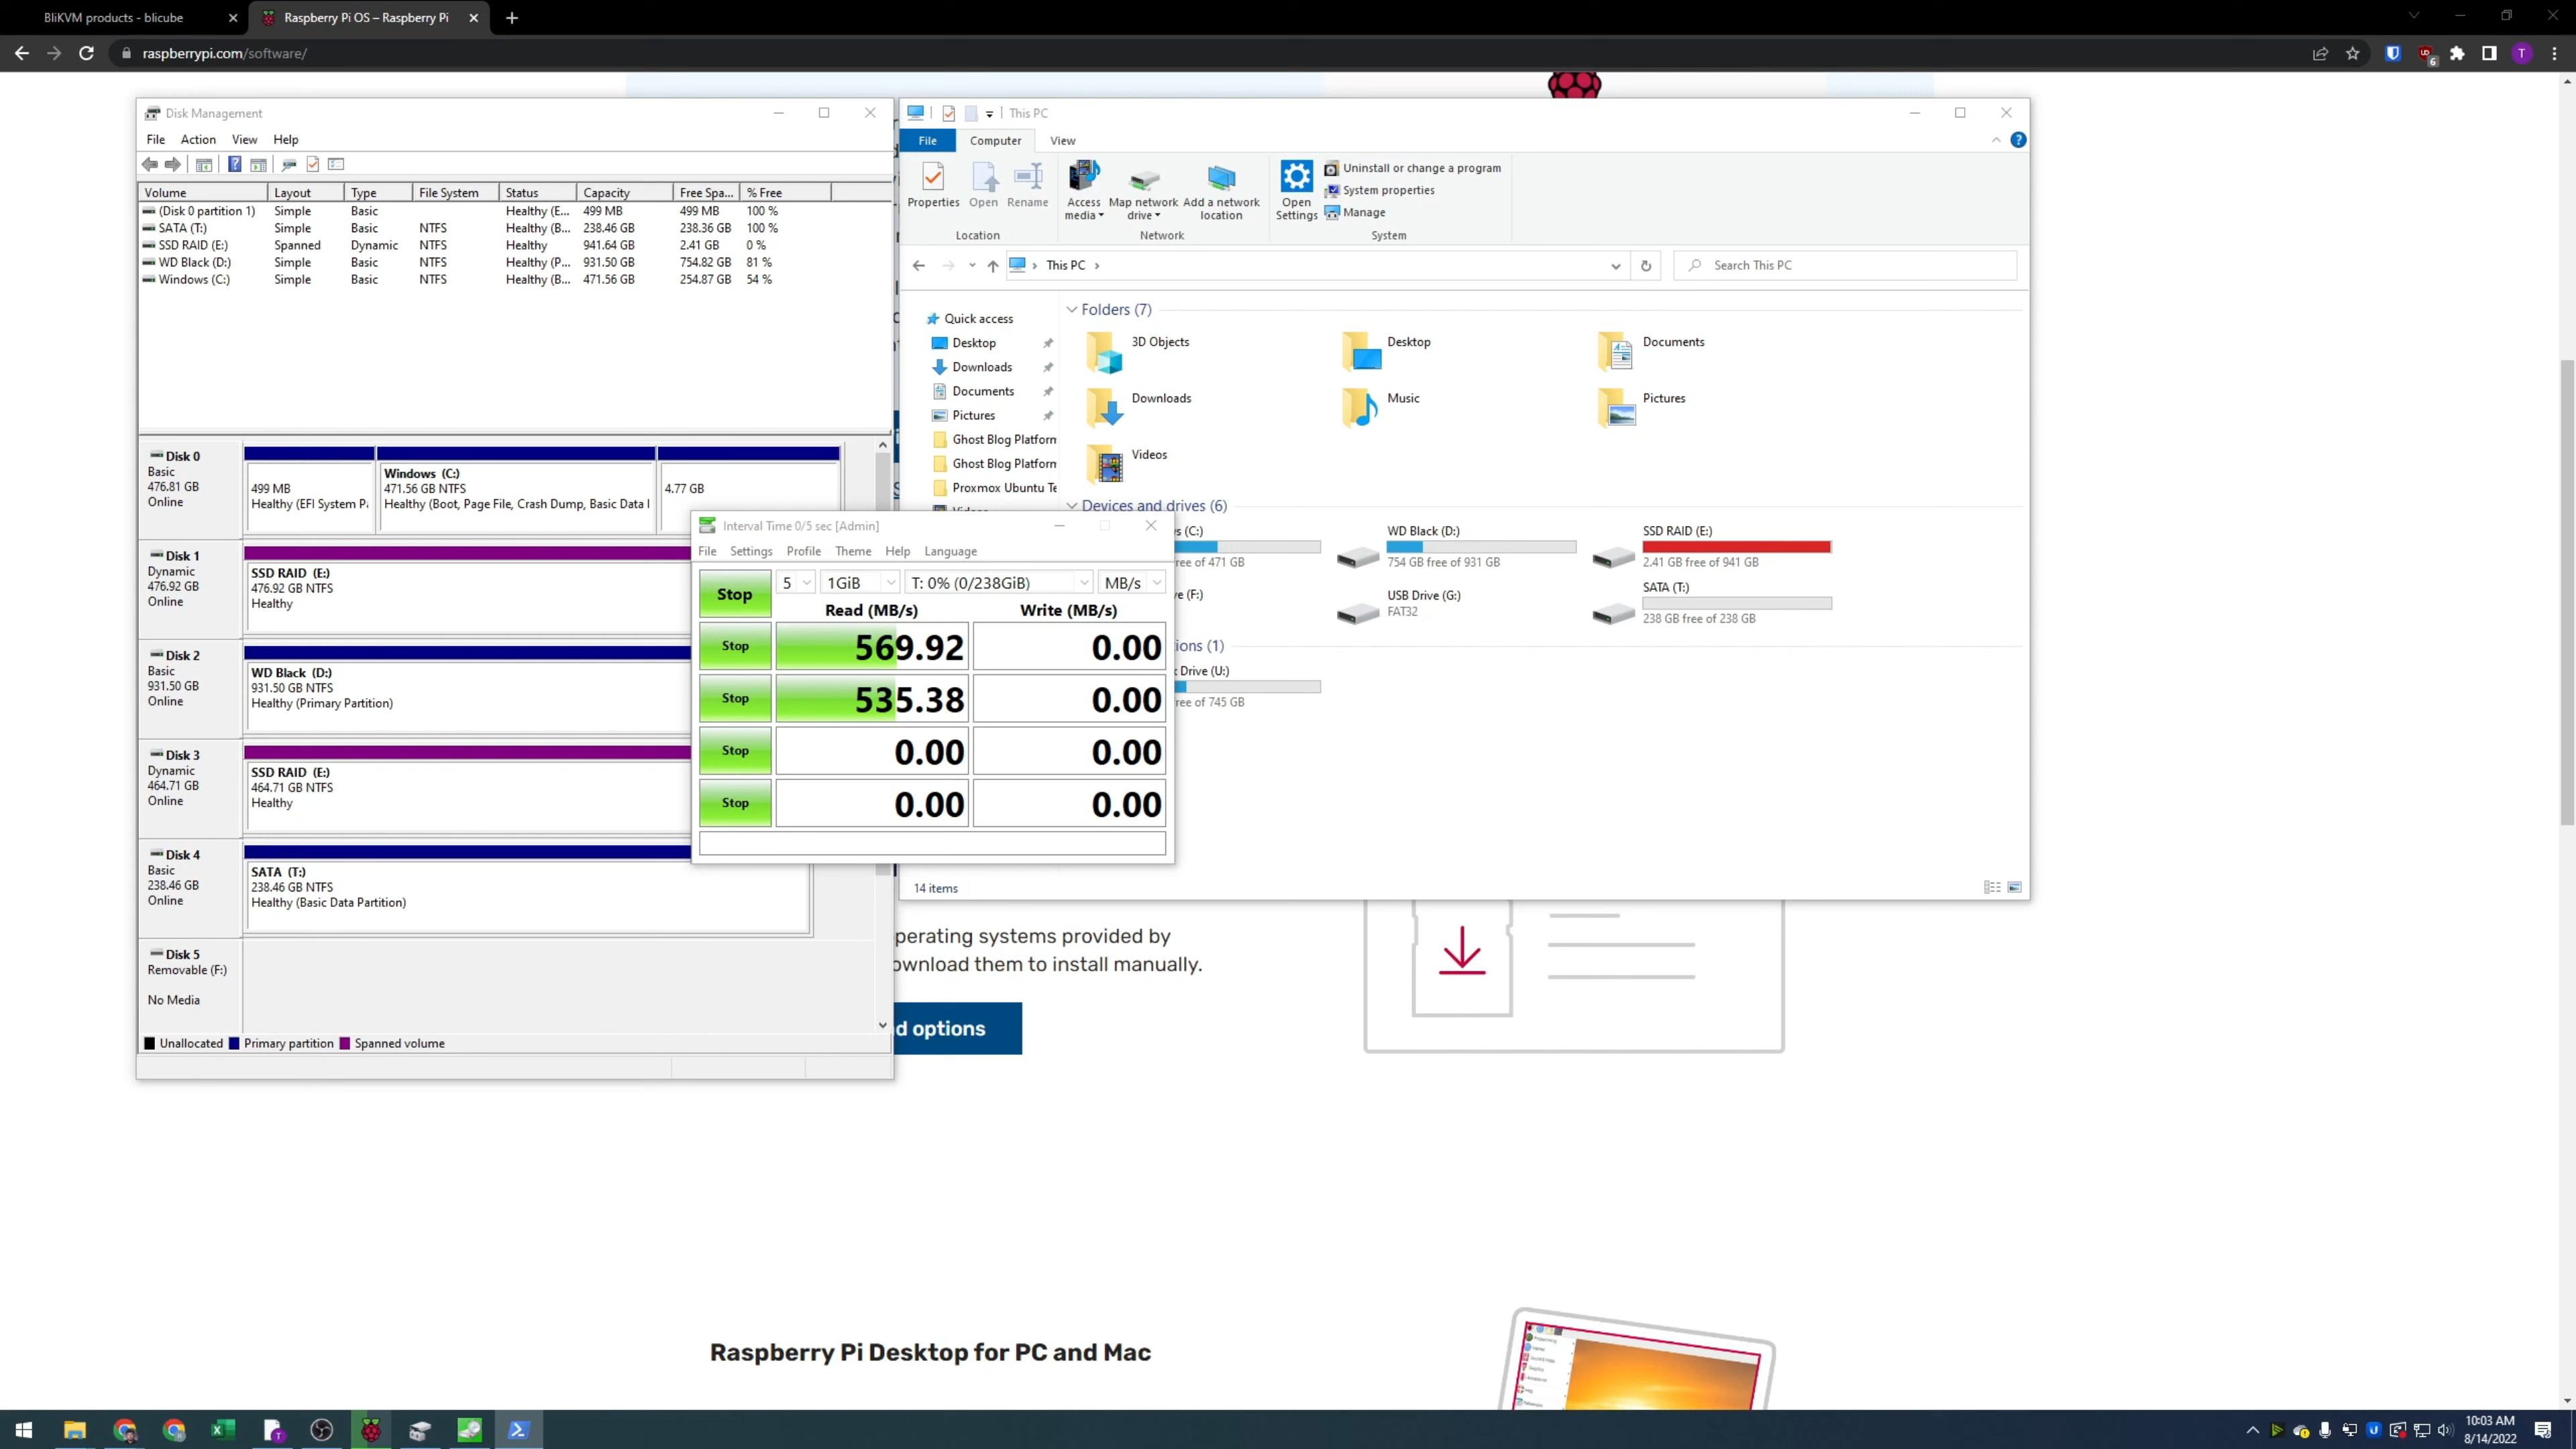 BliKVM products - blicube
Raspberry Pi OS – Raspberry Pi
raspberrypi.com/software/
Disk Management
File Action View Help
Volume Layout Type File System Status Capacity Free Spa... % Free
(Disk 0 partition 1) Simple Basic Healthy (E... 499 MB 499 MB 100 %
SATA (T:) Simple Basic NTFS Healthy (B... 238.46 GB 238.36 GB 100 %
SSD RAID (E:) Spanned Dynamic NTFS Healthy 941.64 GB 2.41 GB 0 %
WD Black (D:) Simple Basic NTFS Healthy (P... 931.50 GB 754.82 GB 81 %
Windows (C:) Simple Basic NTFS Healthy (B... 471.56 GB 254.87 GB 54 %
Disk 0
Basic
476.81 GB
Online
499 MB
Healthy (EFI System P
Windows (C:)
471.56 GB NTFS
Healthy (Boot, Page File, Crash Dump, Basic Data
4.77 GB
Disk 1
Dynamic
476.92 GB
Online
SSD RAID (E:)
476.92 GB NTFS
Healthy
Disk 2
Basic
931.50 GB
Online
WD Black (D:)
931.50 GB NTFS
Healthy (Primary Partition)
Disk 3
Dynamic
464.71 GB
Online
SSD RAID (E:)
464.71 GB NTFS
Healthy
Disk 4
Basic
238.46 GB
Online
SATA (T:)
238.46 GB NTFS
Healthy (Basic Data Partition)
Disk 5
Removable (F:)
No Media
Unallocated Primary partition Spanned volume
This PC
File Computer View
Properties Open Rename
Location
Access media
Map network drive
Add a network location
Network
Open Settings
Uninstall or change a program
System properties
Manage
System
This PC
Search This PC
Quick access
Desktop
Downloads
Documents
Pictures
Ghost Blog Platform
Ghost Blog Platform
Proxmox Ubuntu Te
Folders (7)
3D Objects
Desktop
Documents
Downloads
Music
Pictures
Videos
Devices and drives (6)
s (C:)
ree of 471 GB
WD Black (D:)
754 GB free of 931 GB
SSD RAID (E:)
2.41 GB free of 941 GB
ve (F:)
USB Drive (G:)
FAT32
SATA (T:)
238 GB free of 238 GB
ions (1)
Drive (U:)
ree of 745 GB
14 items
Interval Time 0/5 sec [Admin]
File Settings Profile Theme Help Language
Stop 5 1GiB T: 0% (0/238GiB) MB/s
Read (MB/s) Write (MB/s)
Stop 569.92 0.00
Stop 535.38 0.00
Stop 0.00 0.00
Stop 0.00 0.00
perating systems provided by
ownload them to install manually.
d options
Raspberry Pi Desktop for PC and Mac
10:03 AM
8/14/2022